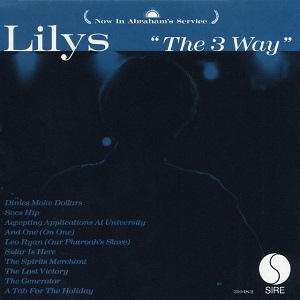 Now In Abraham's Service
Lilys
"The 3 Way"
Dimes Make Dollars
Socs Hip
Accepting Applications At University
And One (On One)
Leo Ryan (Our Pharoah's Slave)
Solar Is Here
The Spirits Merchant
The Lost Victory
The Generator
A Tab For The Holiday
S
SIRE